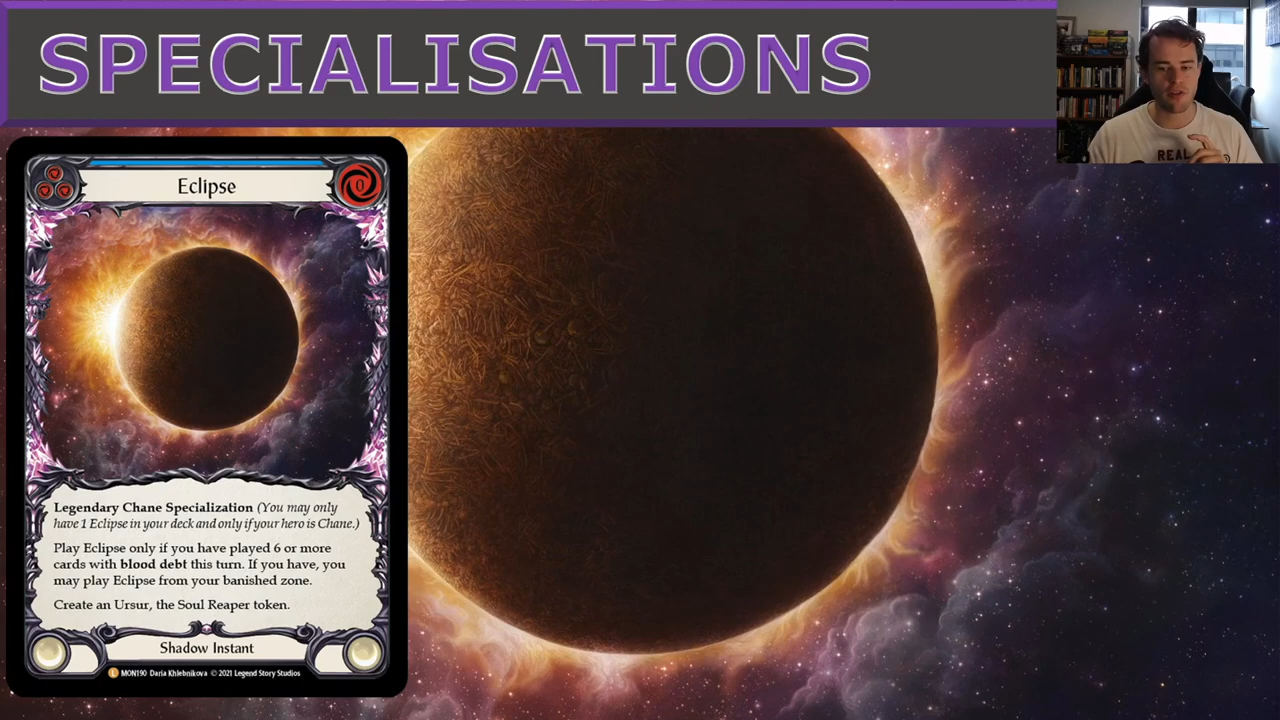 SPECIALISATIONS
REAL
Eclipse
0
Legendary Chane Specialization (You may only
have 1 Eclipse in your deck and only if your hero is Chane.)
Play Eclipse only if you have played 6 or more
cards with blood debt this turn. If you have, you
may play Eclipse from your banished zone.
Create an Ursur, the Soul Reaper token.
Shadow Instant
L MON190 Daria Khlebnikova © 2021 Legend Story Studios